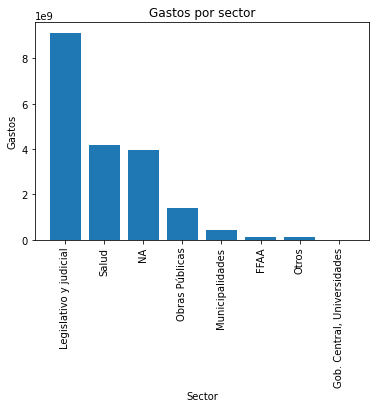 Gastos por sector
1e9
Gastos
8
6
4
2
0
Legislativo y judicial
Salud
NA
Obras Públicas
Municipalidades
FFAA
Otros
Gob. Central, Universidades
Sector